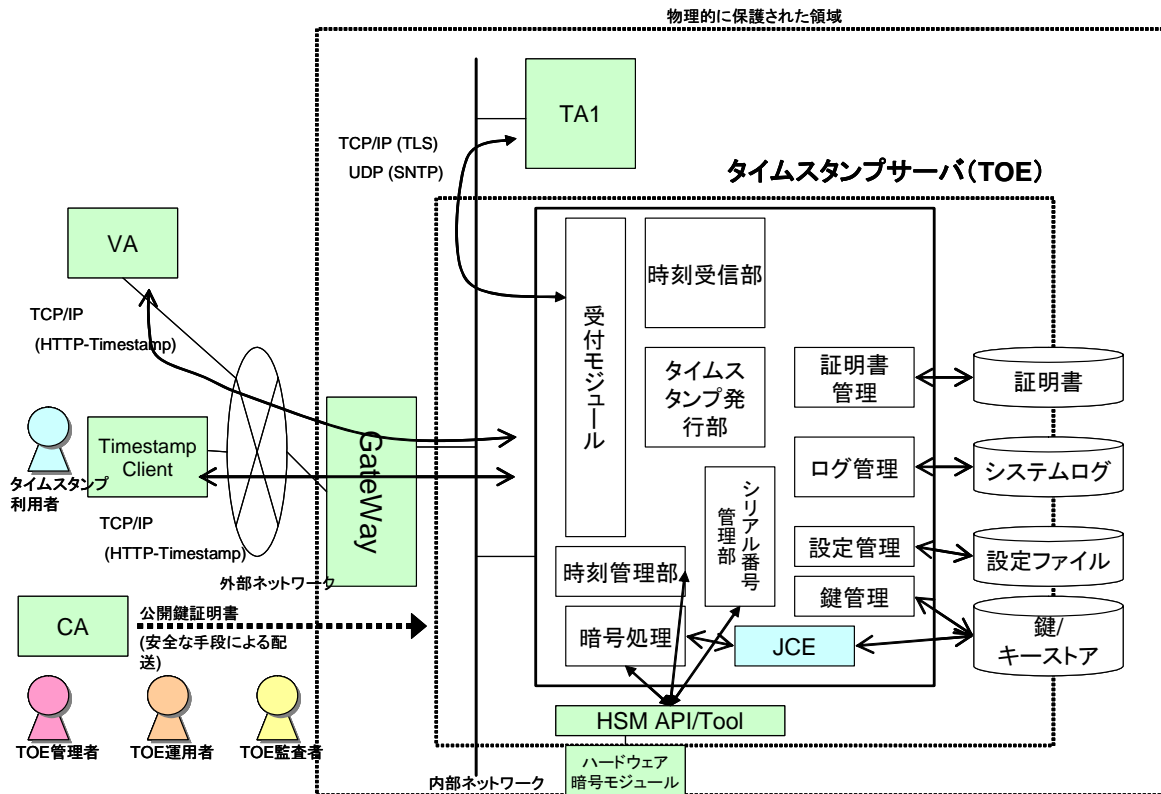 物理的に保護された領域
TA1
TCP/IP (TLS)
UDP (SNTP)
タイムスタンプサーバ(TOE)
VA
TCP/IP
(HTTP-Timestamp)
タイムスタンプ
利用者
Timestamp
Client
TCP/IP
(HTTP-Timestamp)
外部ネットワーク
GateWay
受付モジュール
時刻受信部
タイムス
タンプ発
行部
証明書
管理
証明書
ログ管理
システムログ
シリアル番号
管理部
設定管理
設定ファイル
時刻管理部
鍵管理
鍵/
キーストア
暗号処理
JCE
CA
公開鍵証明書
(安全な手段による配
送)
TOE管理者
TOE運用者
TOE監査者
HSM API/Tool
ハードウェア
暗号モジュール
内部ネットワーク